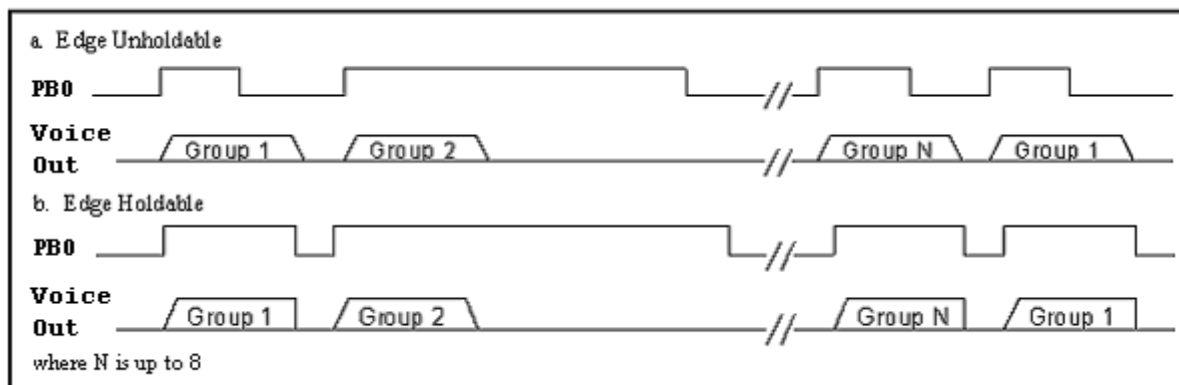 a. Edge Unholdable
PB0
Voice
Out
Group 1 Group 2 // Group N Group 1
b. Edge Holdable
PB0
Voice
Out
Group 1 Group 2 // Group N Group 1
where N is up to 8